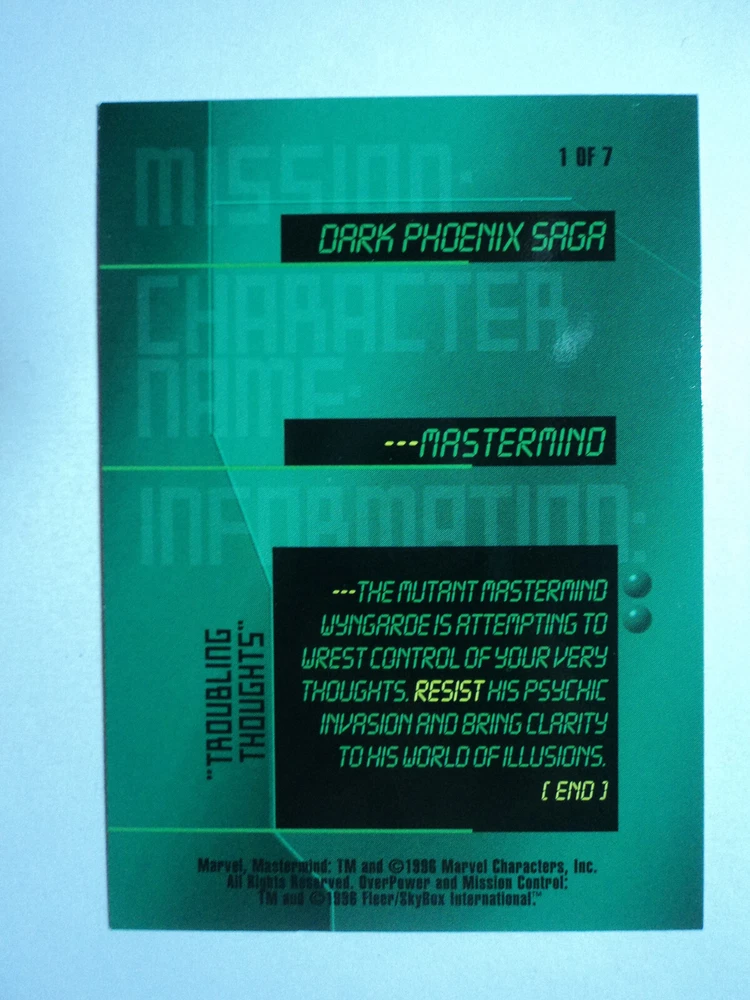 1 OF 7
MISSION:
DARK PHOENIX SAGA
CHARACTER
NAME:
---MASTERMIND
INFORMATION:
"TROUBLING
THOUGHTS"
---THE MUTANT MASTERMIND
WYNGARDE IS ATTEMPTING TO
WREST CONTROL OF YOUR VERY
THOUGHTS. RESIST HIS PSYCHIC
INVASION AND BRING CLARITY
TO HIS WORLD OF ILLUSIONS.
[ END ]
Marvel, Mastermind: TM and ©1996 Marvel Characters, Inc.
All Rights Reserved. OverPower and Mission Control:
TM and ©1996 Fleer/SkyBox International.™